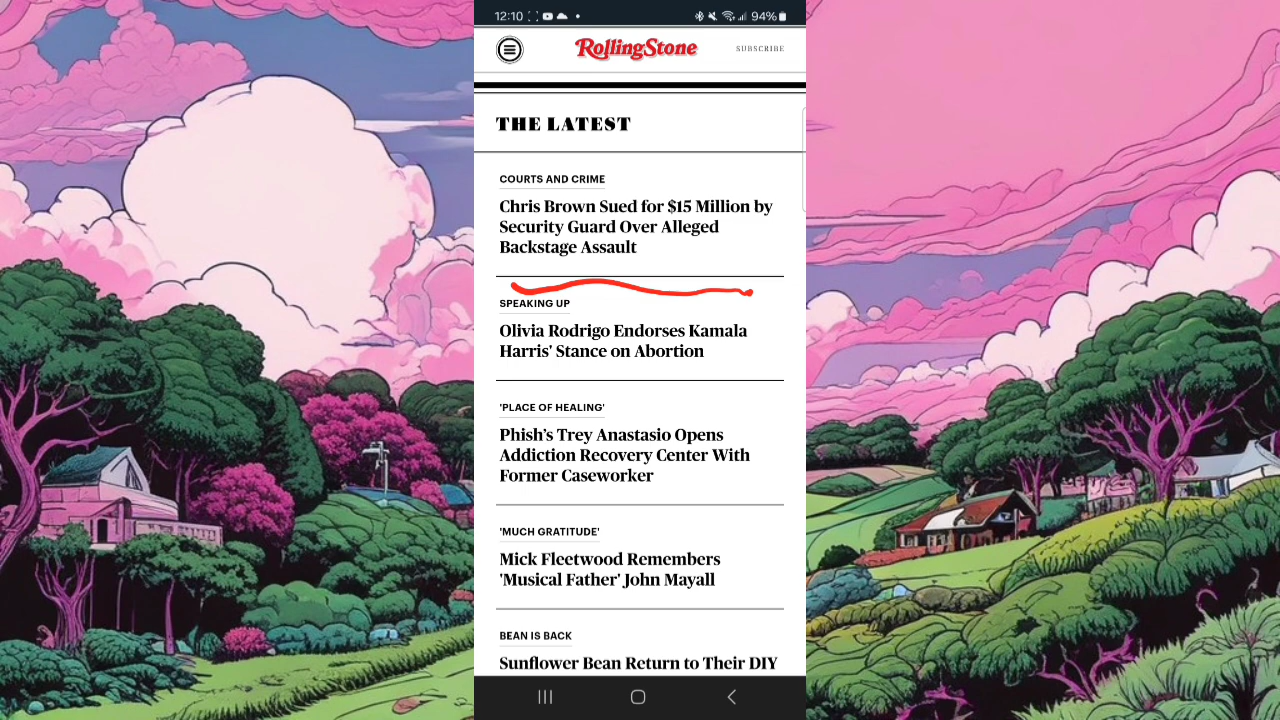 12:10 94%
RollingStone SUBSCRIBE
THE LATEST
COURTS AND CRIME
Chris Brown Sued for $15 Million by
Security Guard Over Alleged
Backstage Assault
SPEAKING UP
Olivia Rodrigo Endorses Kamala
Harris' Stance on Abortion
'PLACE OF HEALING'
Phish's Trey Anastasio Opens
Addiction Recovery Center With
Former Caseworker
'MUCH GRATITUDE'
Mick Fleetwood Remembers
'Musical Father' John Mayall
BEAN IS BACK
Sunflower Bean Return to Their DIY